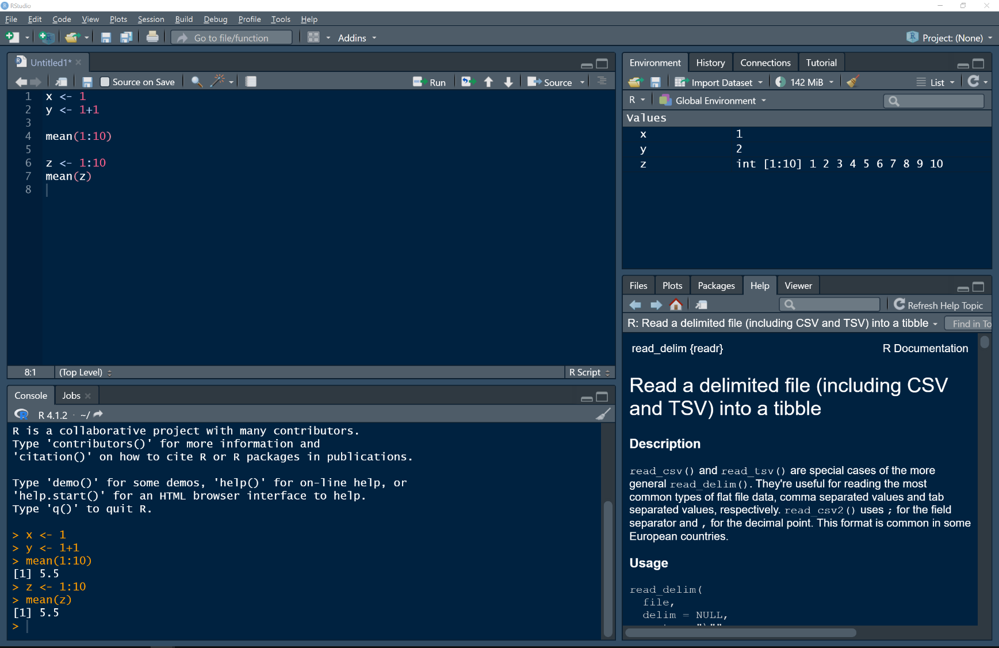 RStudio
File Edit Code View Plots Session Build Debug Profile Tools Help
Go to file/function Addins Project: (None)
Untitled1*
Source on Save Run Source
1 x <- 1
2 y <- 1+1
3
4 mean(1:10)
5
6 z <- 1:10
7 mean(z)
8
8:1 (Top Level) R Script
Console Jobs
R 4.1.2 · ~/
R is a collaborative project with many contributors.
Type 'contributors()' for more information and
'citation()' on how to cite R or R packages in publications.
Type 'demo()' for some demos, 'help()' for on-line help, or
'help.start()' for an HTML browser interface to help.
Type 'q()' to quit R.
> x <- 1
> y <- 1+1
> mean(1:10)
[1] 5.5
> z <- 1:10
> mean(z)
[1] 5.5
>
Environment History Connections Tutorial
Import Dataset 142 MiB List
R Global Environment
Values
x 1
y 2
z int [1:10] 1 2 3 4 5 6 7 8 9 10
Files Plots Packages Help Viewer
Refresh Help Topic
R: Read a delimited file (including CSV and TSV) into a tibble Find in To
read_delim {readr} R Documentation
Read a delimited file (including CSV
and TSV) into a tibble
Description
read_csv() and read_tsv() are special cases of the more
general read_delim(). They're useful for reading the most
common types of flat file data, comma separated values and tab
separated values, respectively. read_csv2() uses ; for the field
separator and , for the decimal point. This format is common in some
European countries.
Usage
read_delim(
file,
delim = NULL,